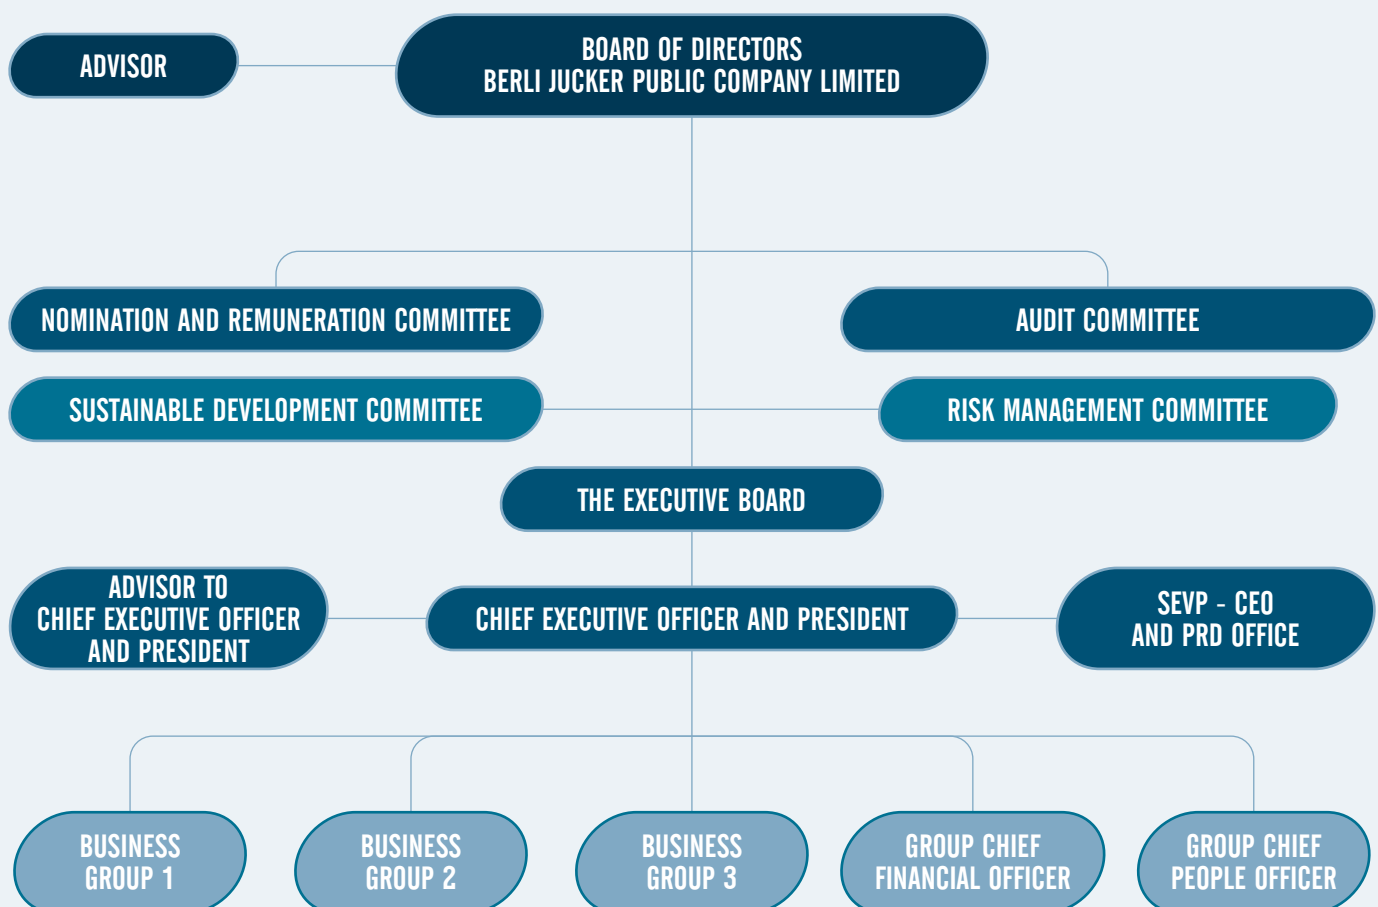 ADVISOR
BOARD OF DIRECTORS
BERLI JUCKER PUBLIC COMPANY LIMITED
NOMINATION AND REMUNERATION COMMITTEE
AUDIT COMMITTEE
SUSTAINABLE DEVELOPMENT COMMITTEE
RISK MANAGEMENT COMMITTEE
THE EXECUTIVE BOARD
ADVISOR TO
CHIEF EXECUTIVE OFFICER
AND PRESIDENT
CHIEF EXECUTIVE OFFICER AND PRESIDENT
SEVP - CEO
AND PRD OFFICE
BUSINESS
GROUP 1
BUSINESS
GROUP 2
BUSINESS
GROUP 3
GROUP CHIEF
FINANCIAL OFFICER
GROUP CHIEF
PEOPLE OFFICER